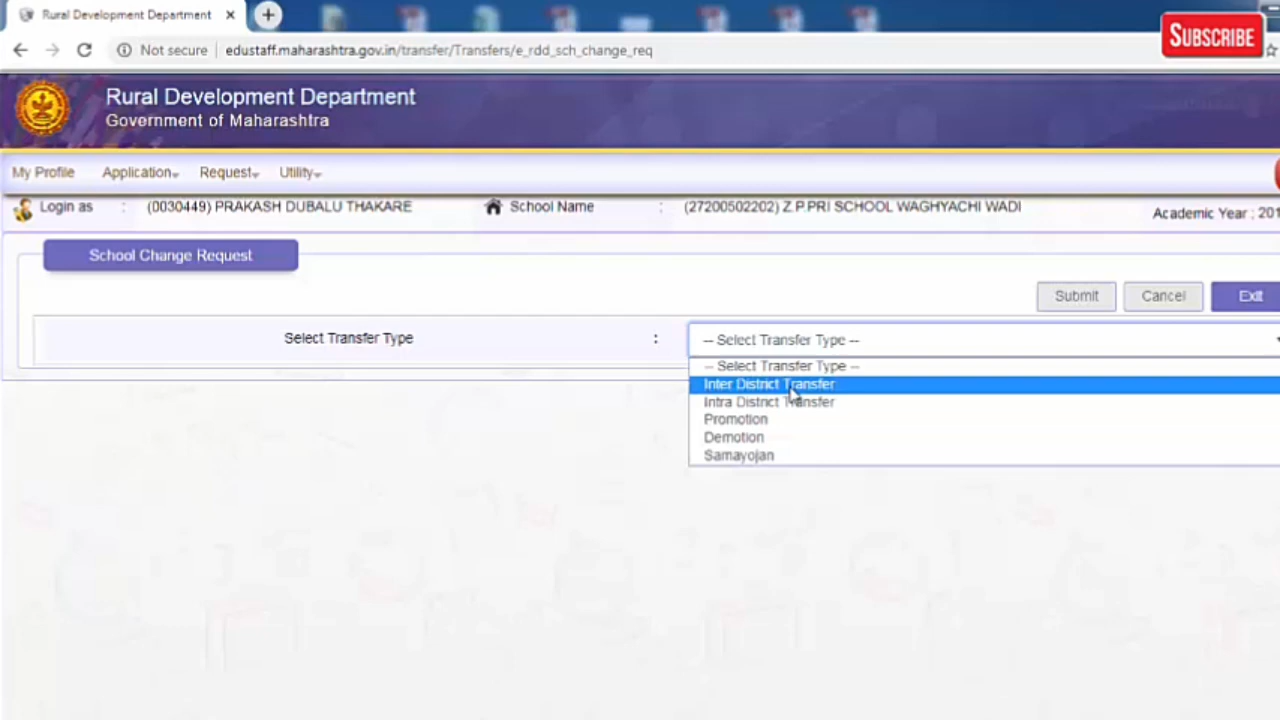 Rural Development Department
SUBSCRIBE
Not secure | edustaff.maharashtra.gov.in/transfer/Transfers/e_rdd_sch_change_req
Rural Development Department
Government of Maharashtra
My Profile Application Request Utility
Login as : (0030449) PRAKASH DUBALU THAKARE School Name : (27200502202) Z.P.PRI SCHOOL WAGHYACHI WADI Academic Year : 201
School Change Request
Submit Cancel Exit
Select Transfer Type : -- Select Transfer Type --
-- Select Transfer Type --
Inter District Transfer
Intra District Transfer
Promotion
Demotion
Samayojan